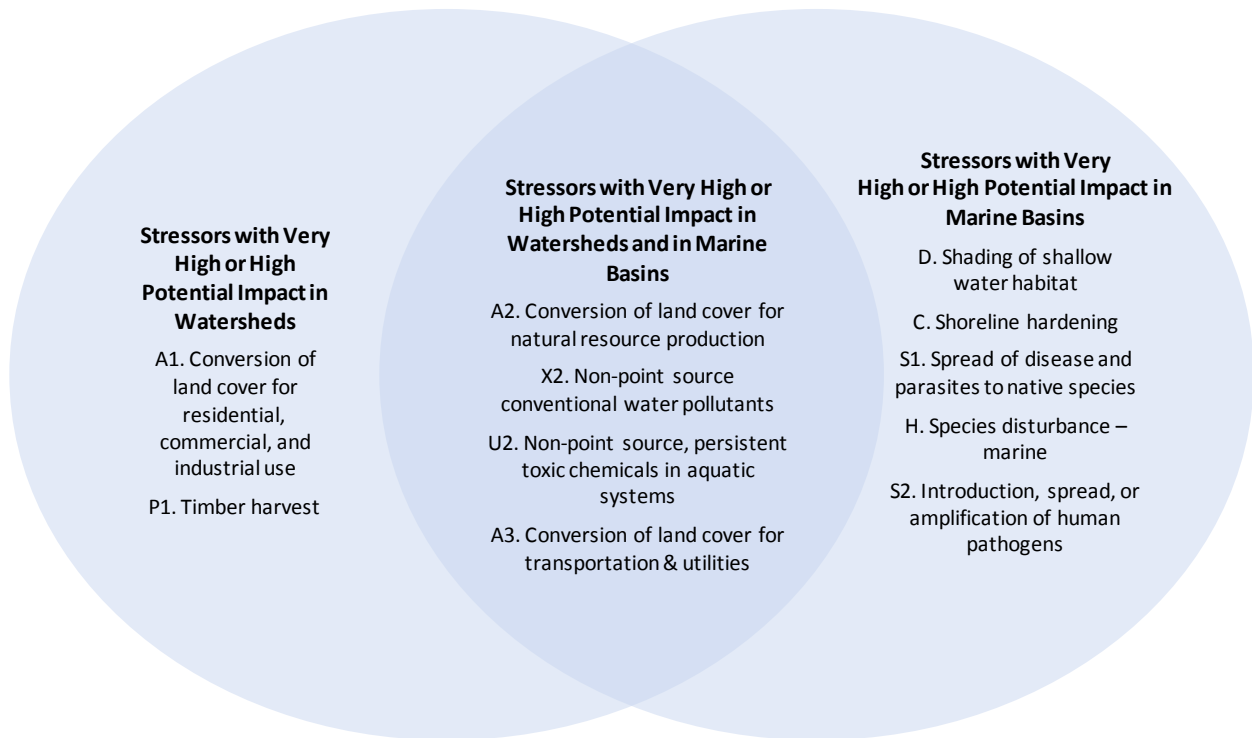 Stressors with Very
High or High
Potential Impact in
Watersheds
A1. Conversion of
land cover for
residential,
commercial, and
industrial use
P1. Timber harvest
Stressors with Very High or
High Potential Impact in
Watersheds and in Marine
Basins
A2. Conversion of land cover for
natural resource production
X2. Non-point source
conventional water pollutants
U2. Non-point source, persistent
toxic chemicals in aquatic
systems
A3. Conversion of land cover for
transportation & utilities
Stressors with Very
High or High Potential Impact in
Marine Basins
D. Shading of shallow
water habitat
C. Shoreline hardening
S1. Spread of disease and
parasites to native species
H. Species disturbance –
marine
S2. Introduction, spread, or
amplification of human
pathogens